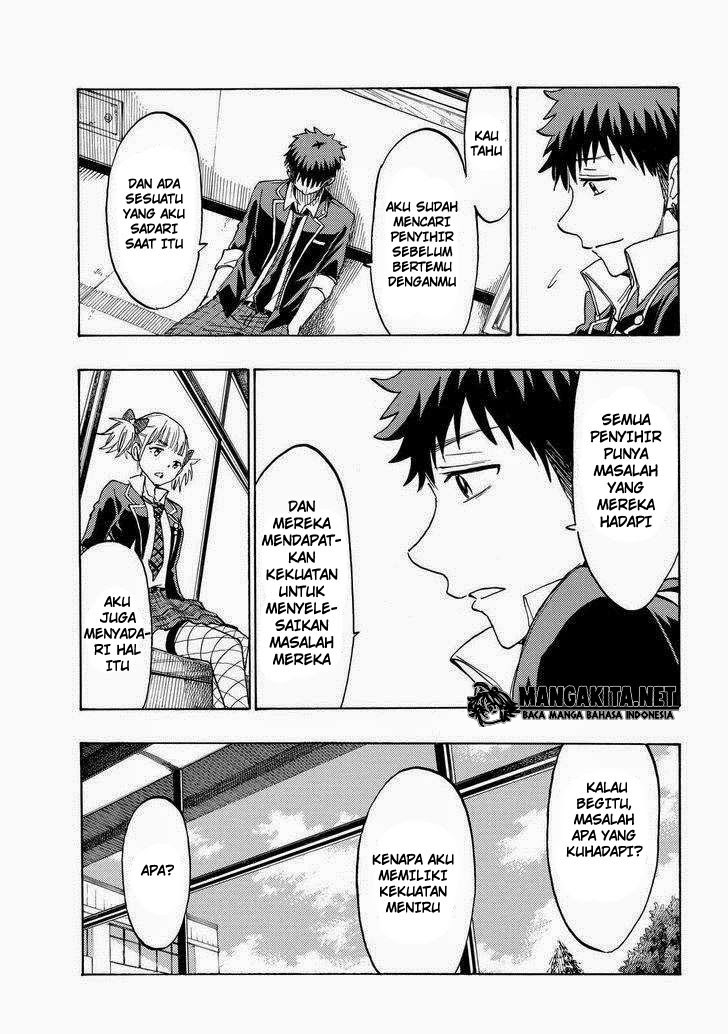 KAU
TAHU
AKU SUDAH
MENCARI
PENYIHIR
SEBELUM
BERTEMU
DENGANMU
DAN ADA
SESUATU
YANG AKU
SADARI
SAAT ITU
SEMUA
PENYIHIR
PUNYA
MASALAH
YANG
MEREKA
HADAPI
DAN
MEREKA
MENDAPAT-
KAN
KEKUATAN
UNTUK
MENYELE-
SAIKAN
MASALAH
MEREKA
AKU
JUGA
MENYADA-
RI HAL
ITU
MANGAKITA.NET
BACA MANGA BAHASA INDONESIA
KALAU
BEGITU,
MASALAH
APA YANG
KUHADAPI?
KENAPA AKU
MEMILIKI
KEKUATAN
MENIRU
APA?